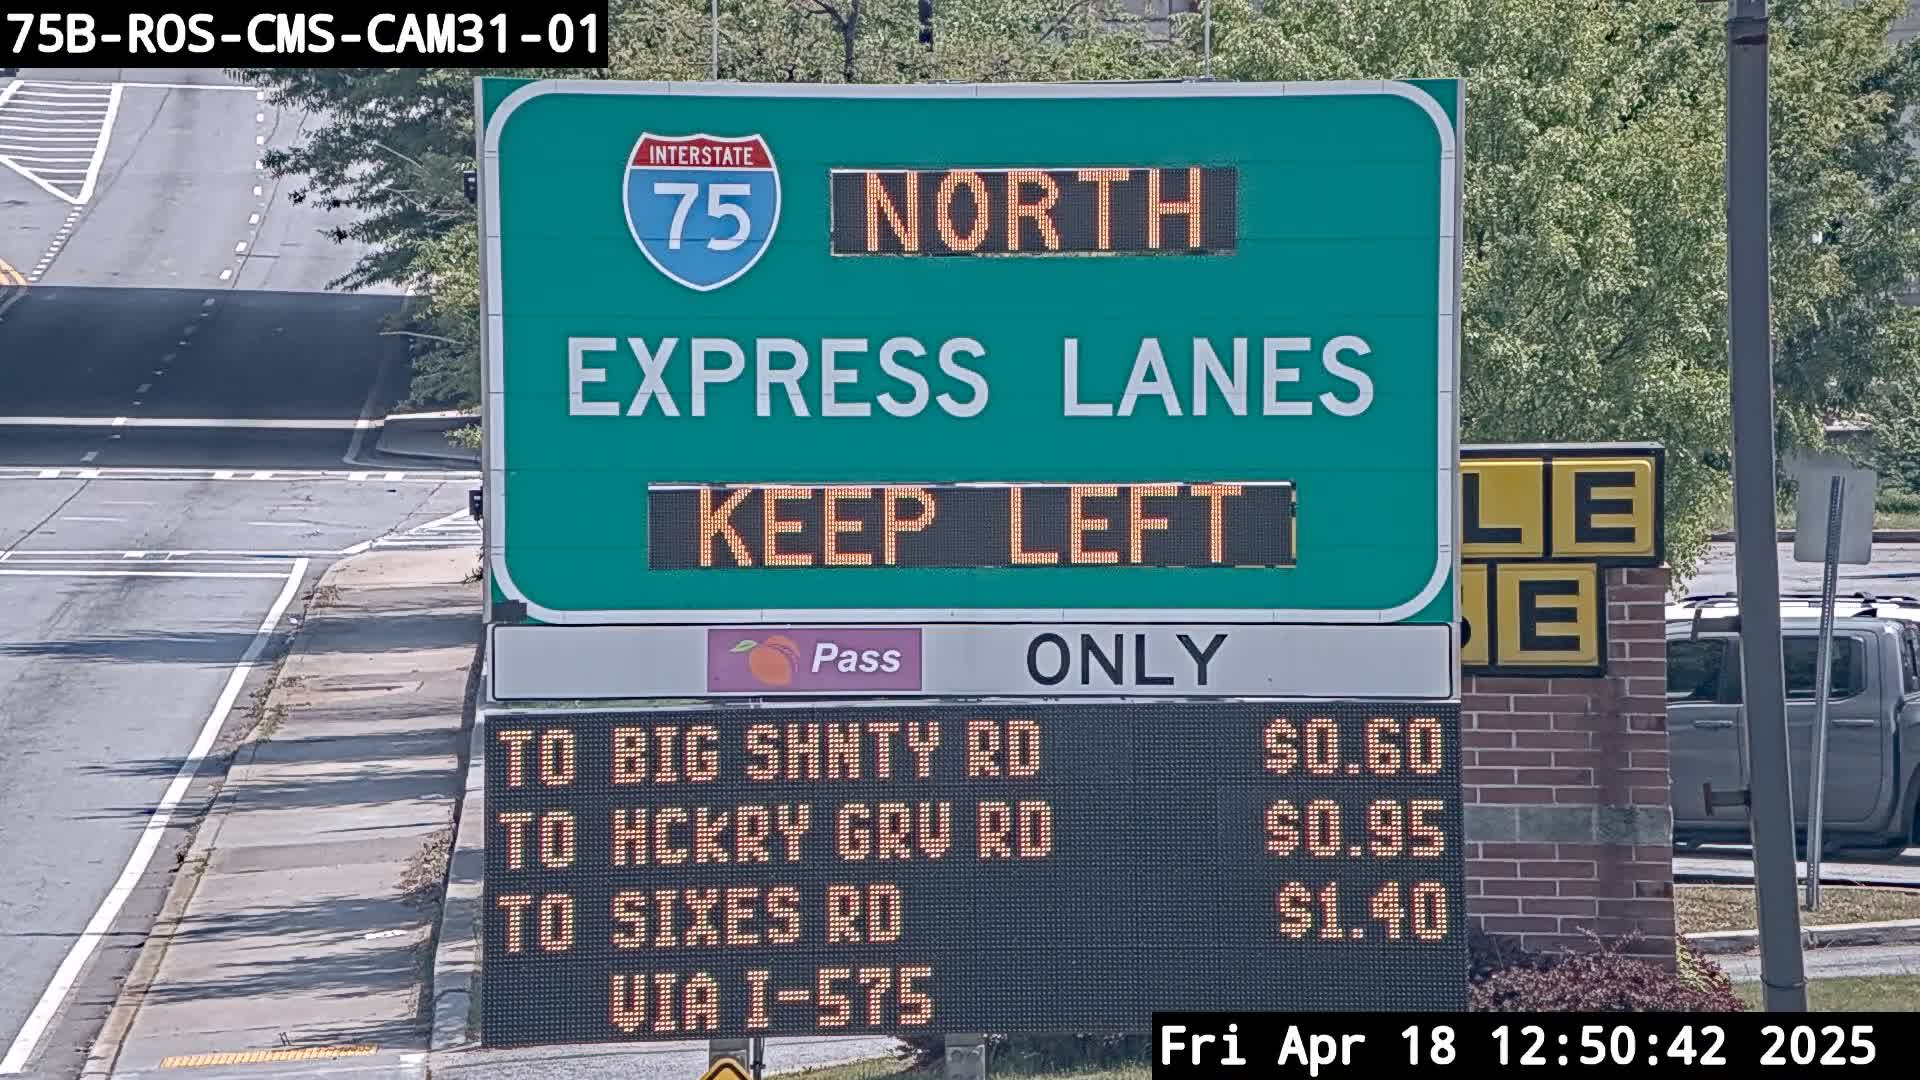 75B-ROS-CMS-CAM31-01
INTERSTATE
75
NORTH
EXPRESS LANES
KEEP LEFT
Pass ONLY
TO BIG SHNTY RD $0.60
TO HCKRY GRV RD $0.95
TO SIXES RD $1.40
VIA I-575
LE
E
Fri Apr 18 12:50:42 2025